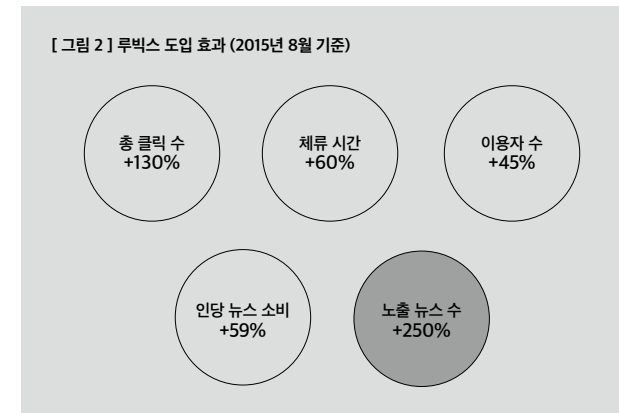 [ 그림 2 ] 루빅스 도입 효과 (2015년 8월 기준)
총 클릭 수
+130%
체류 시간
+60%
이용자 수
+45%
인당 뉴스 소비
+59%
노출 뉴스 수
+250%